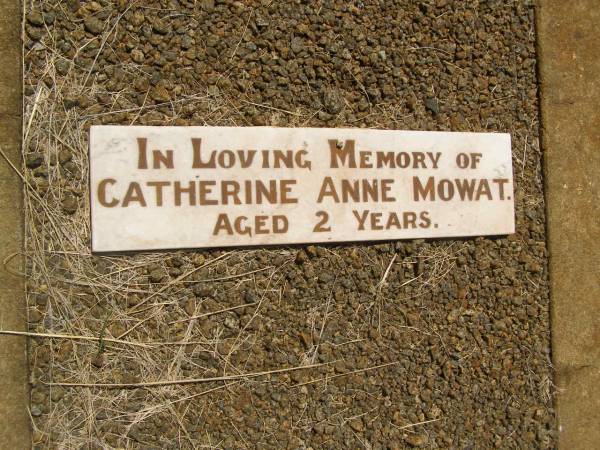 In Loving Memory of
Catherine Anne Mowat.
Aged 2 Years.